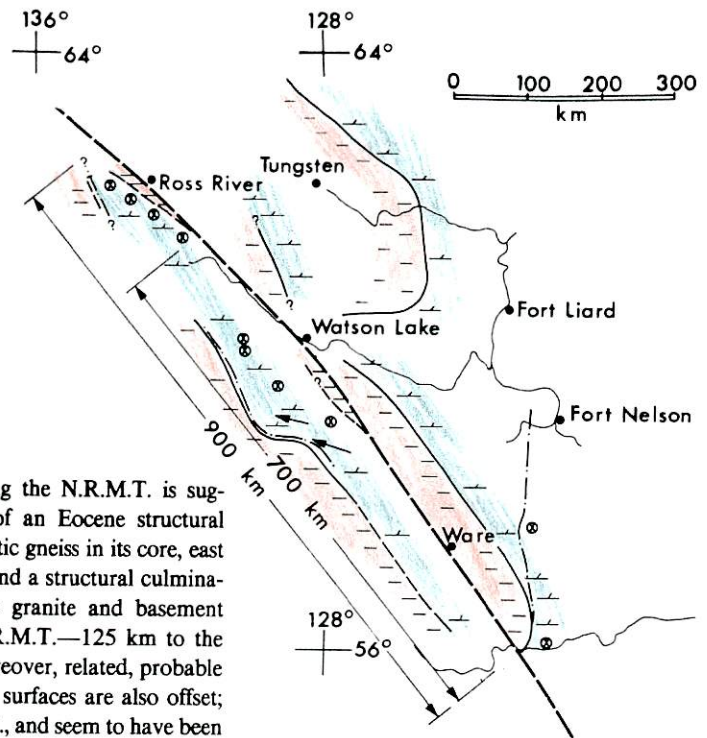 136°
64°
128°
64°
0 100 200 300
km
Ross River
Tungsten
Watson Lake
Fort Liard
Fort Nelson
Ware
900 km
700 km
128°
56°
?
?
?
?
?
g the N.R.M.T. is sug-
of an Eocene structural
tic gneiss in its core, east
nd a structural culmina-
granite and basement
R.M.T.—125 km to the
reover, related, probable
surfaces are also offset;
., and seem to have been